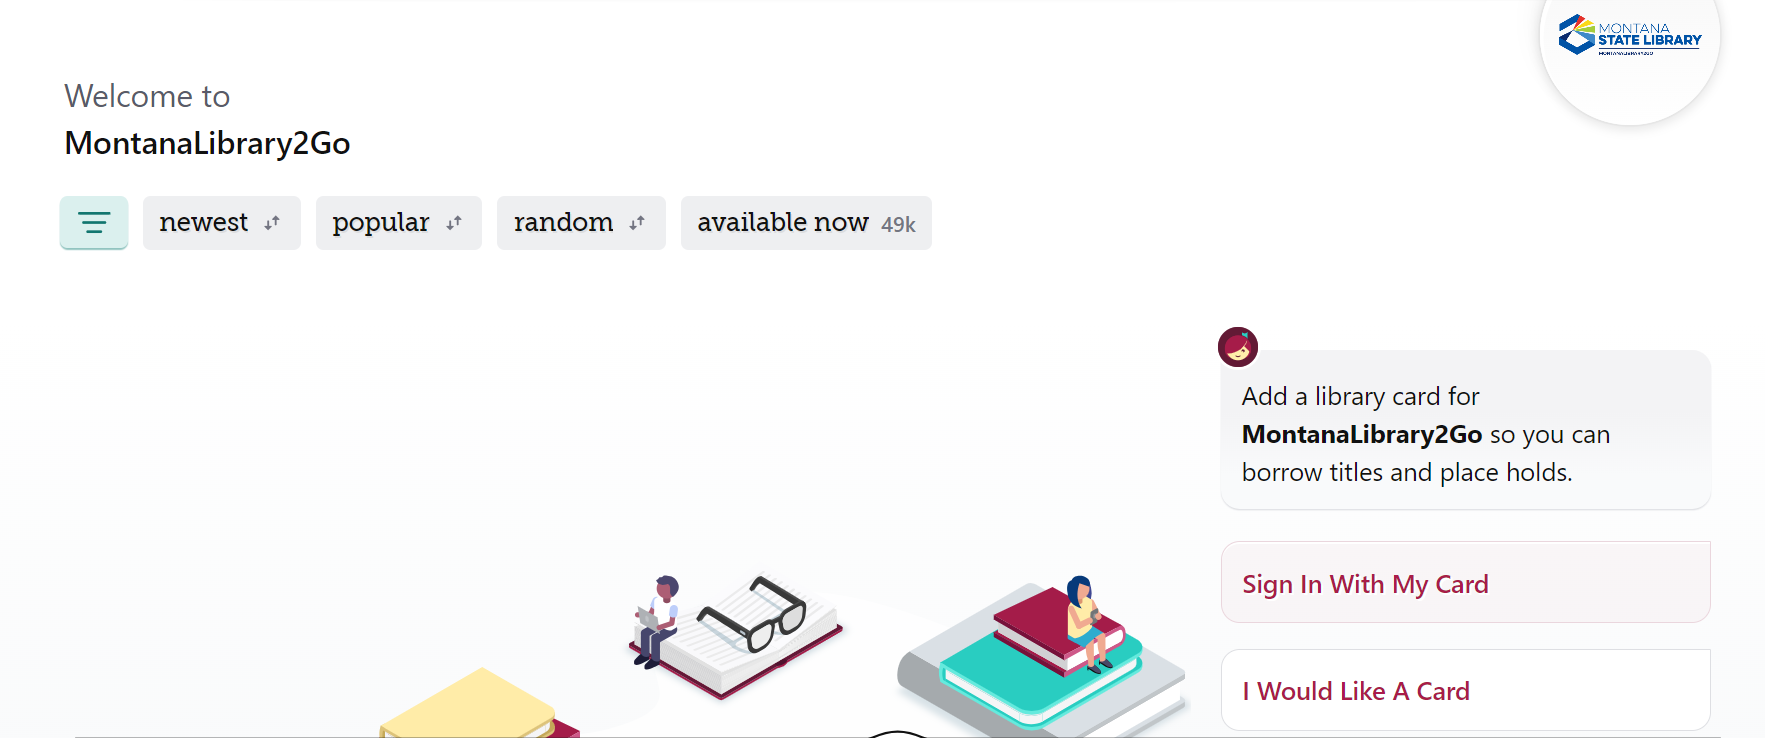 MONTANA
STATE LIBRARY
MONTANALIBRARY2GO
Welcome to
MontanaLibrary2Go
newest
popular
random
available now 49k
Add a library card for
MontanaLibrary2Go so you can
borrow titles and place holds.
Sign In With My Card
I Would Like A Card